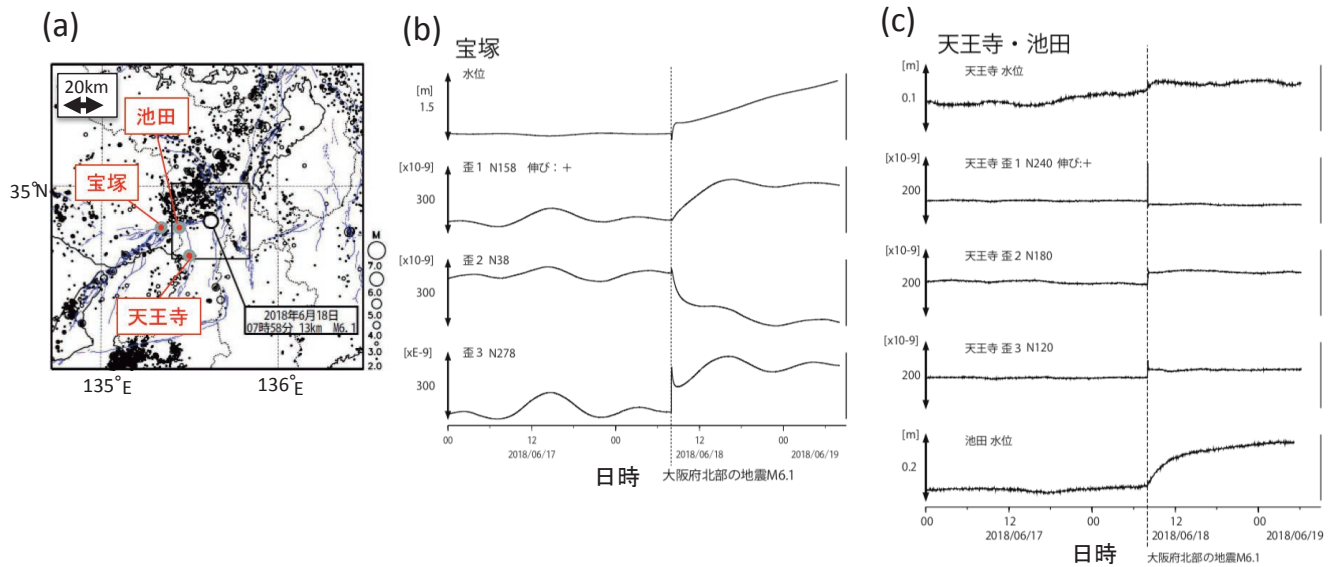 (a)
20km
池田
宝塚
天王寺
35°N
135°E
136°E
M
7.0
6.0
5.0
4.0
3.0
2.0
2018年6月18日
07時58分 13km M6.1
(b)
宝塚
水位
[m]
1.5
[x10-9]
歪1 N158 伸び：＋
300
[x10-9]
歪2 N38
300
[xE-9]
歪3 N278
300
00 12 00 12 00
2018/06/17 2018/06/18 2018/06/19
日時 大阪府北部の地震M6.1
(c)
天王寺・池田
[m]
天王寺 水位
0.1
[x10-9]
天王寺 歪1 N240 伸び:＋
200
[x10-9]
天王寺 歪2 N180
200
[x10-9]
天王寺 歪3 N120
200
[m]
池田 水位
0.2
00 12 00 12 00
2018/06/17 2018/06/18 2018/06/19
日時 大阪府北部の地震M6.1